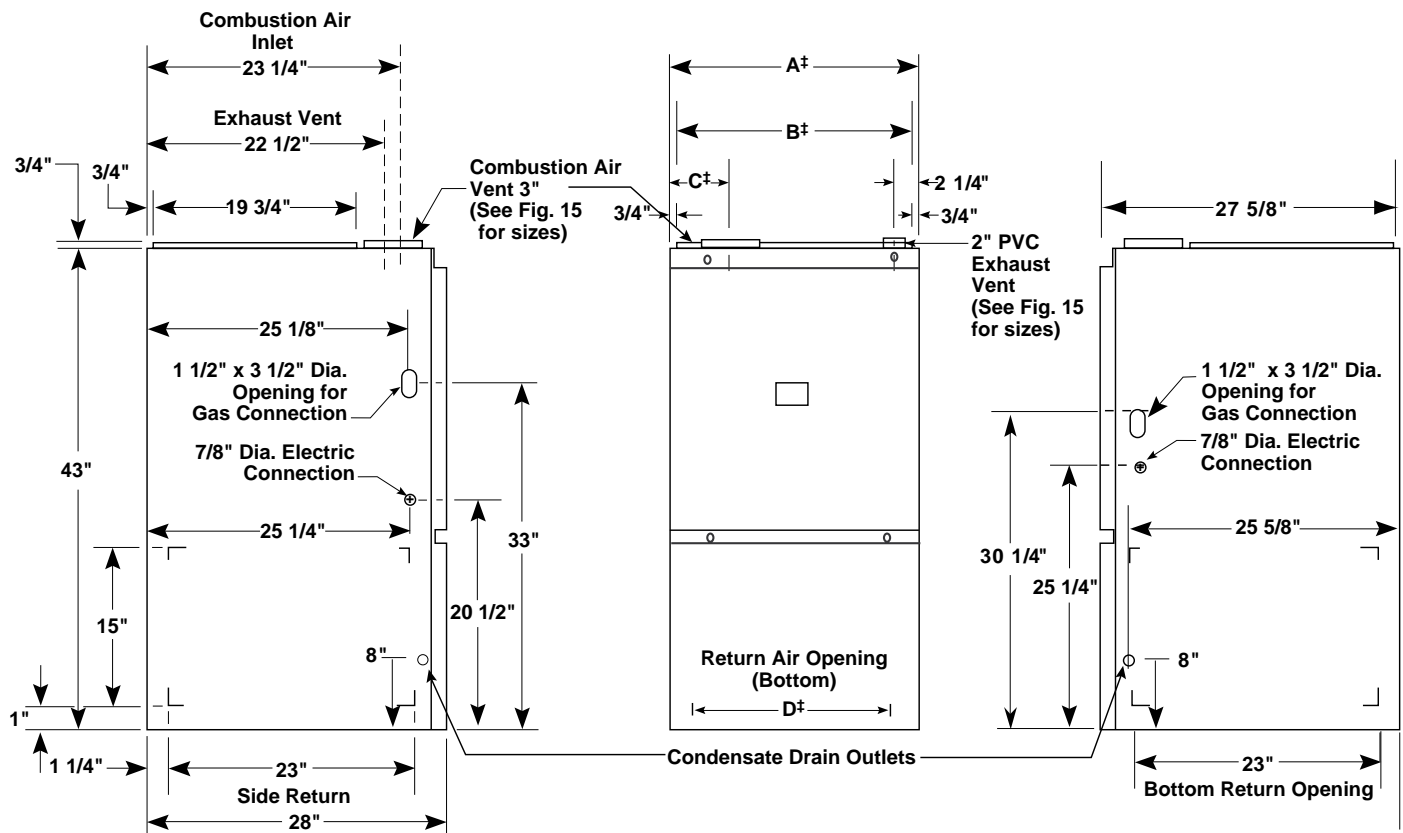 Combustion Air
Inlet
23 1/4"
Exhaust Vent
22 1/2"
3/4"
3/4"
19 3/4"
Combustion Air
Vent 3"
(See Fig. 15
for sizes)
25 1/8"
1 1/2" x 3 1/2" Dia.
Opening for
Gas Connection
7/8" Dia. Electric
Connection
43"
25 1/4"
33"
20 1/2"
15"
8"
1"
1 1/4"
23"
Side Return
28"
A‡
B‡
C‡
2 1/4"
3/4"
3/4"
2" PVC
Exhaust
Vent
(See Fig. 15
for sizes)
Return Air Opening
(Bottom)
D‡
Condensate Drain Outlets
27 5/8"
1 1/2" x 3 1/2" Dia.
Opening for
Gas Connection
7/8" Dia. Electric
Connection
25 5/8"
30 1/4"
25 1/4"
8"
23"
Bottom Return Opening